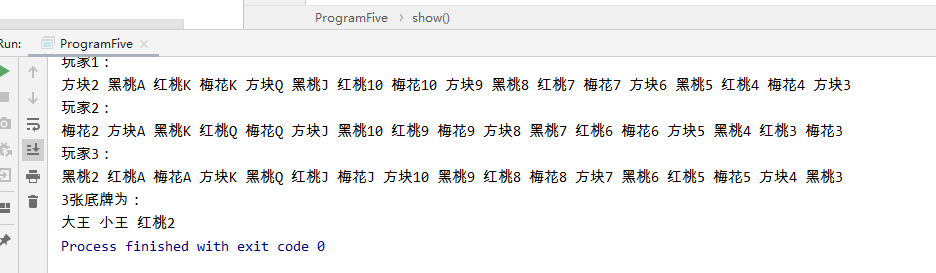 ProgramFive › show()
Run: ProgramFive ×
玩家1：
方块2 黑桃A 红桃K 梅花K 方块Q 黑桃J 红桃10 梅花10 方块9 黑桃8 红桃7 梅花7 方块6 黑桃5 红桃4 梅花4 方块3
玩家2：
梅花2 方块A 黑桃K 红桃Q 梅花Q 方块J 黑桃10 红桃9 梅花9 方块8 黑桃7 红桃6 梅花6 方块5 黑桃4 红桃3 梅花3
玩家3：
黑桃2 红桃A 梅花A 方块K 黑桃Q 红桃J 梅花J 方块10 黑桃9 红桃8 梅花8 方块7 黑桃6 红桃5 梅花5 方块4 黑桃3
3张底牌为：
大王 小王 红桃2
Process finished with exit code 0